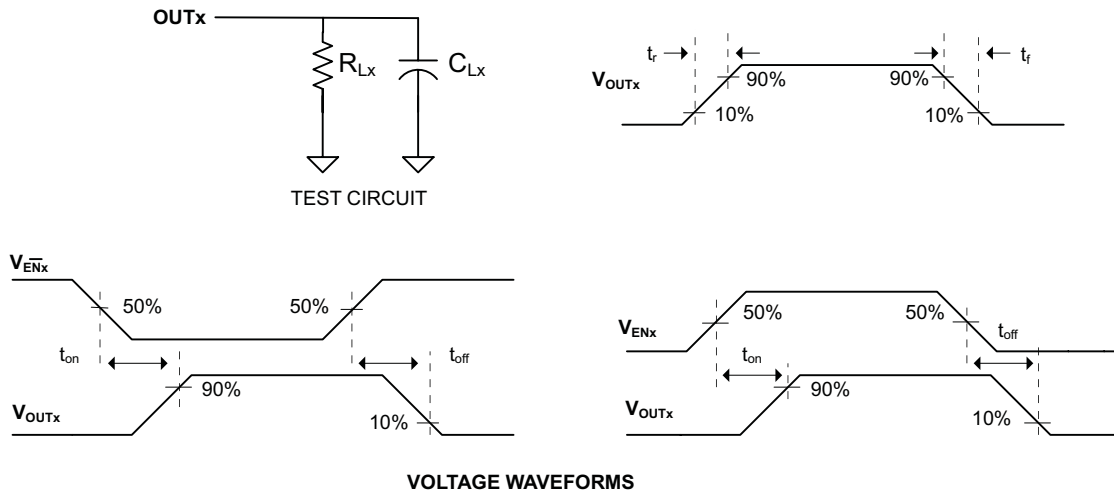 OUTx
RLx
CLx
TEST CIRCUIT
tr
tf
VOUTx
90%
90%
10%
10%
VE̅N̅x
50%
50%
ton
toff
90%
VOUTx
10%
VENx
50%
50%
ton
toff
90%
VOUTx
10%
VOLTAGE WAVEFORMS